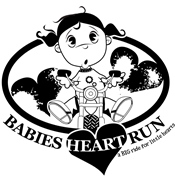 BABIES HEART RUN
a BIG ride for little hearts